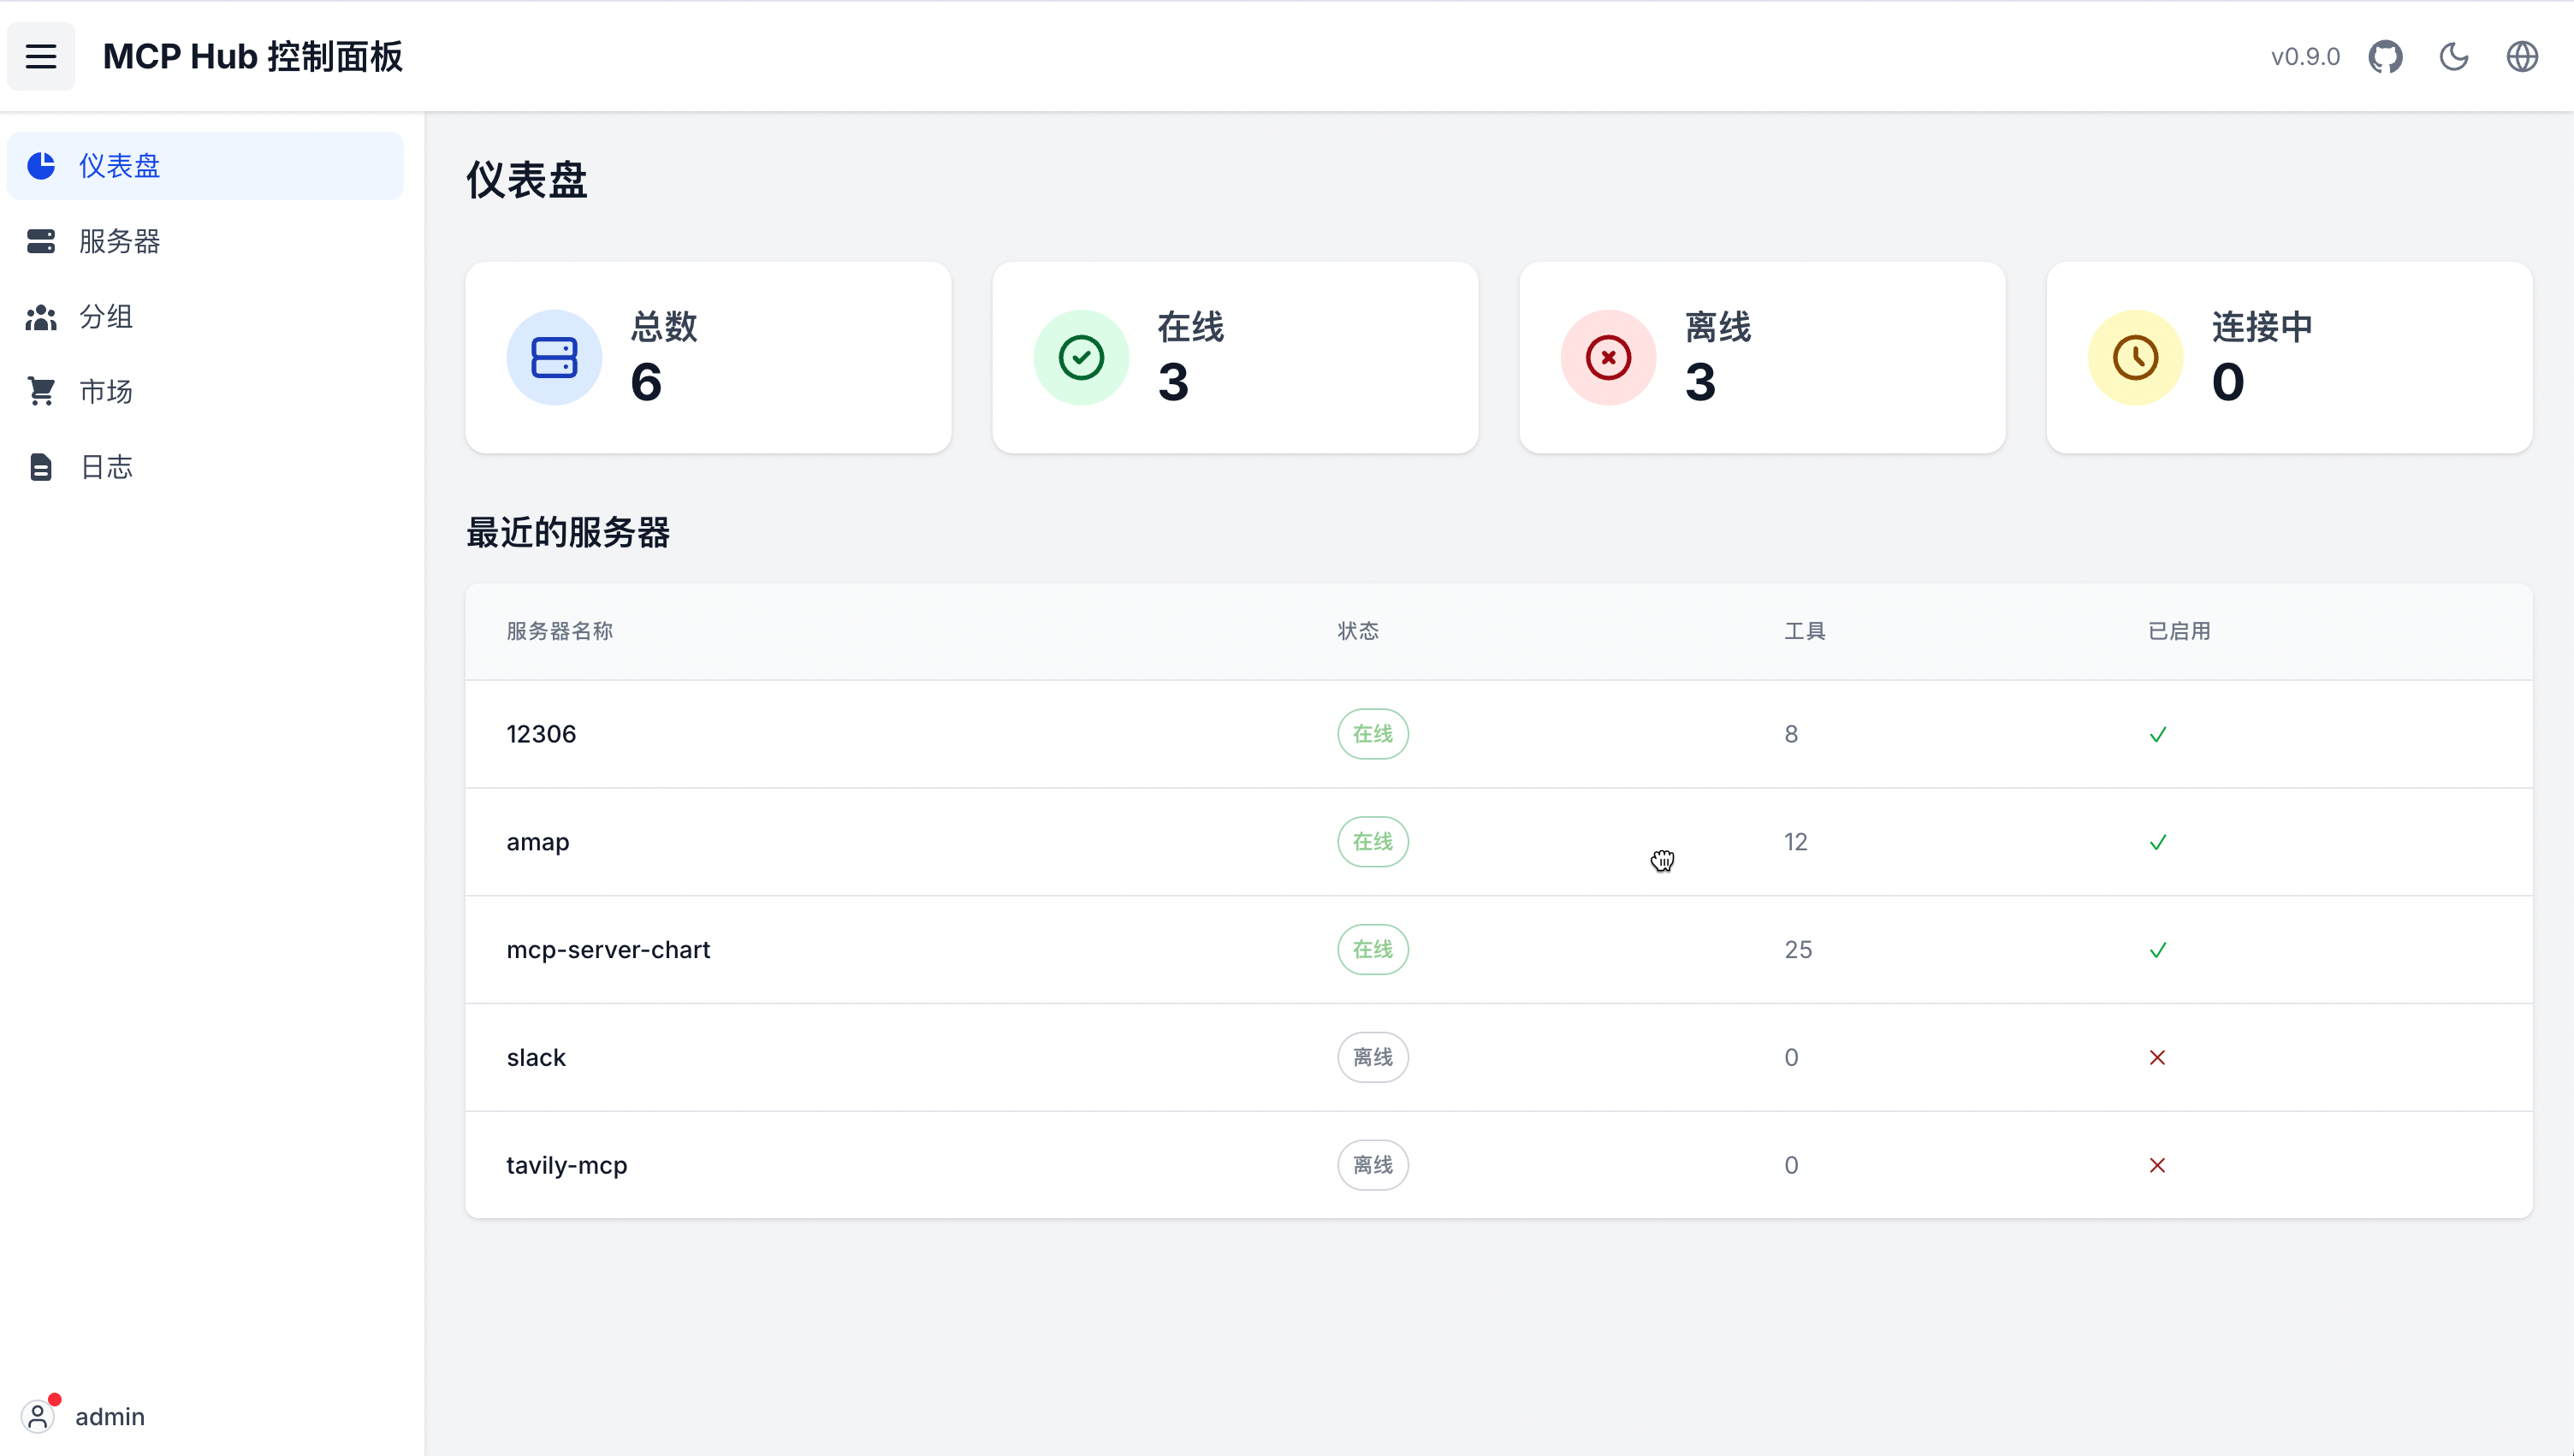 MCP Hub 控制面板
v0.9.0
仪表盘
服务器
分组
市场
日志
admin
仪表盘
总数
6
在线
3
离线
3
连接中
0
最近的服务器
服务器名称 状态 工具 已启用
12306 在线 8
amap 在线 12
mcp-server-chart 在线 25
slack 离线 0
tavily-mcp 离线 0